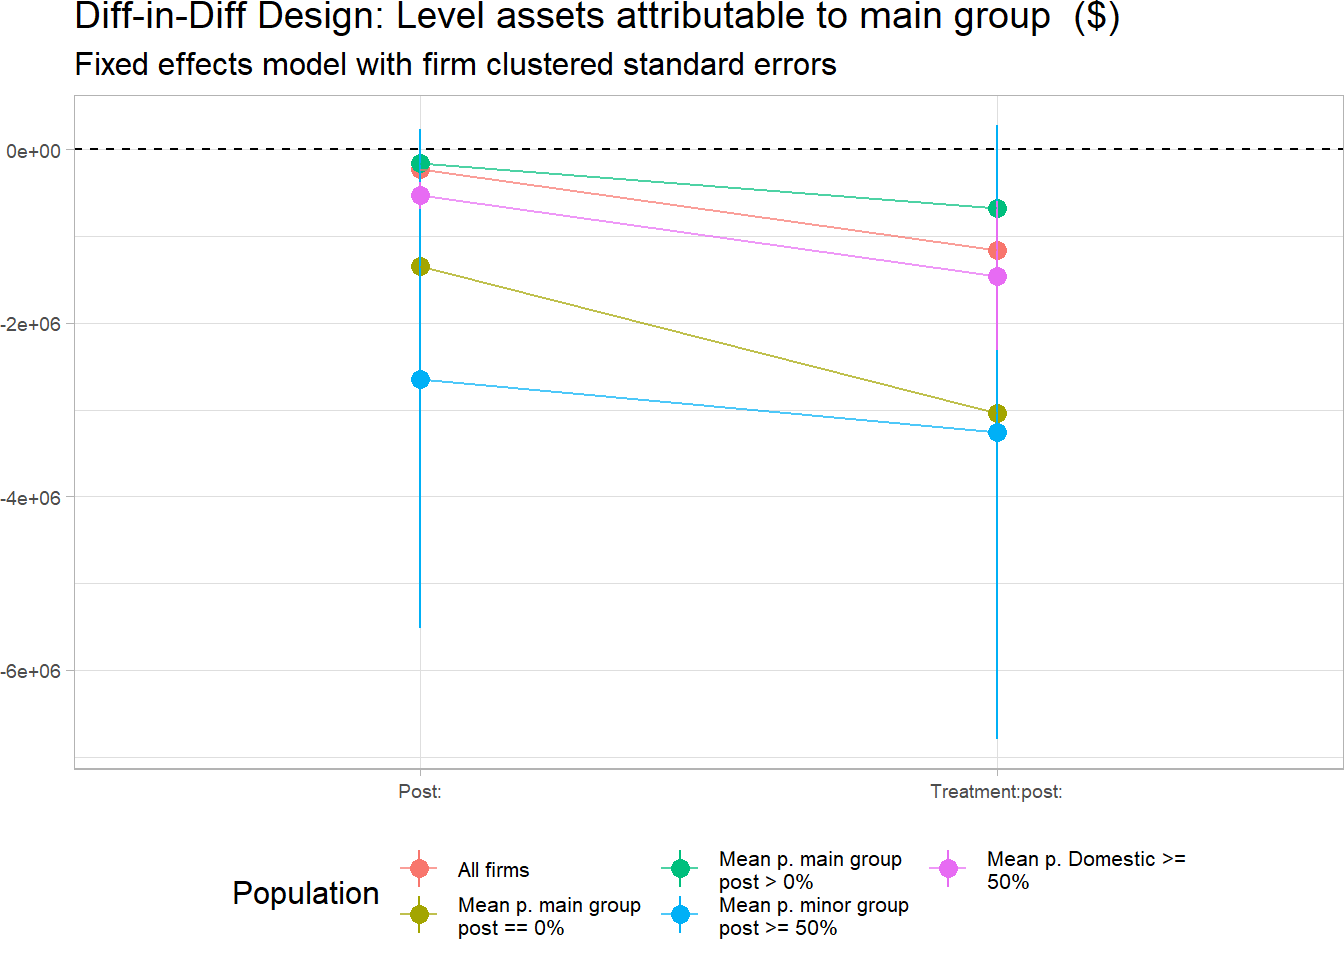 Diff-in-Diff Design: Level assets attributable to main group  ($)
Fixed effects model with firm clustered standard errors
0e+00
-2e+06
-4e+06
-6e+06
Post:
Treatment:post:
Population
All firms
Mean p. main group
post == 0%
Mean p. main group
post > 0%
Mean p. minor group
post >= 50%
Mean p. Domestic >=
50%